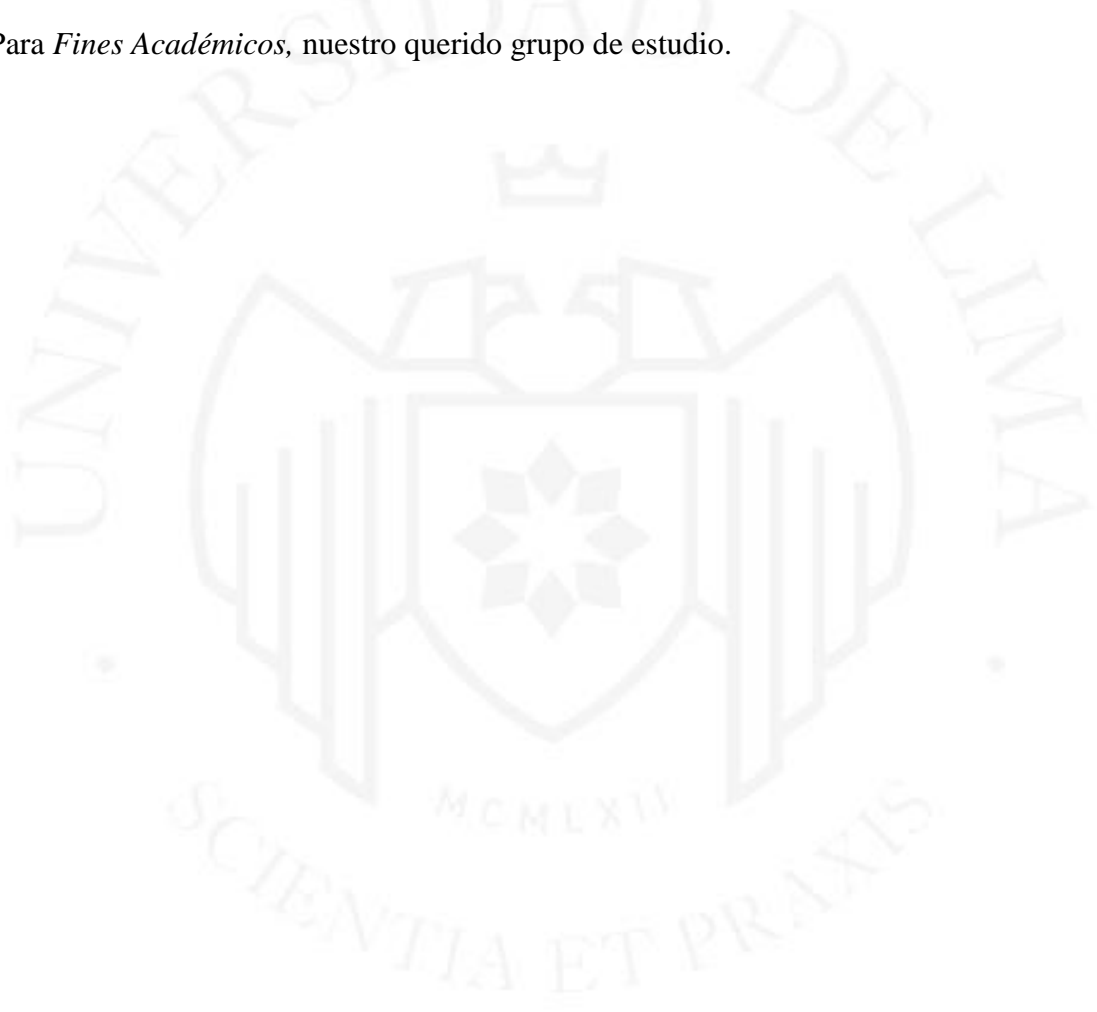 Para Fines Académicos, nuestro querido grupo de estudio.
UNIVERSIDAD DE LIMA
MCMLXII
SCIENTIA ET PRAXIS